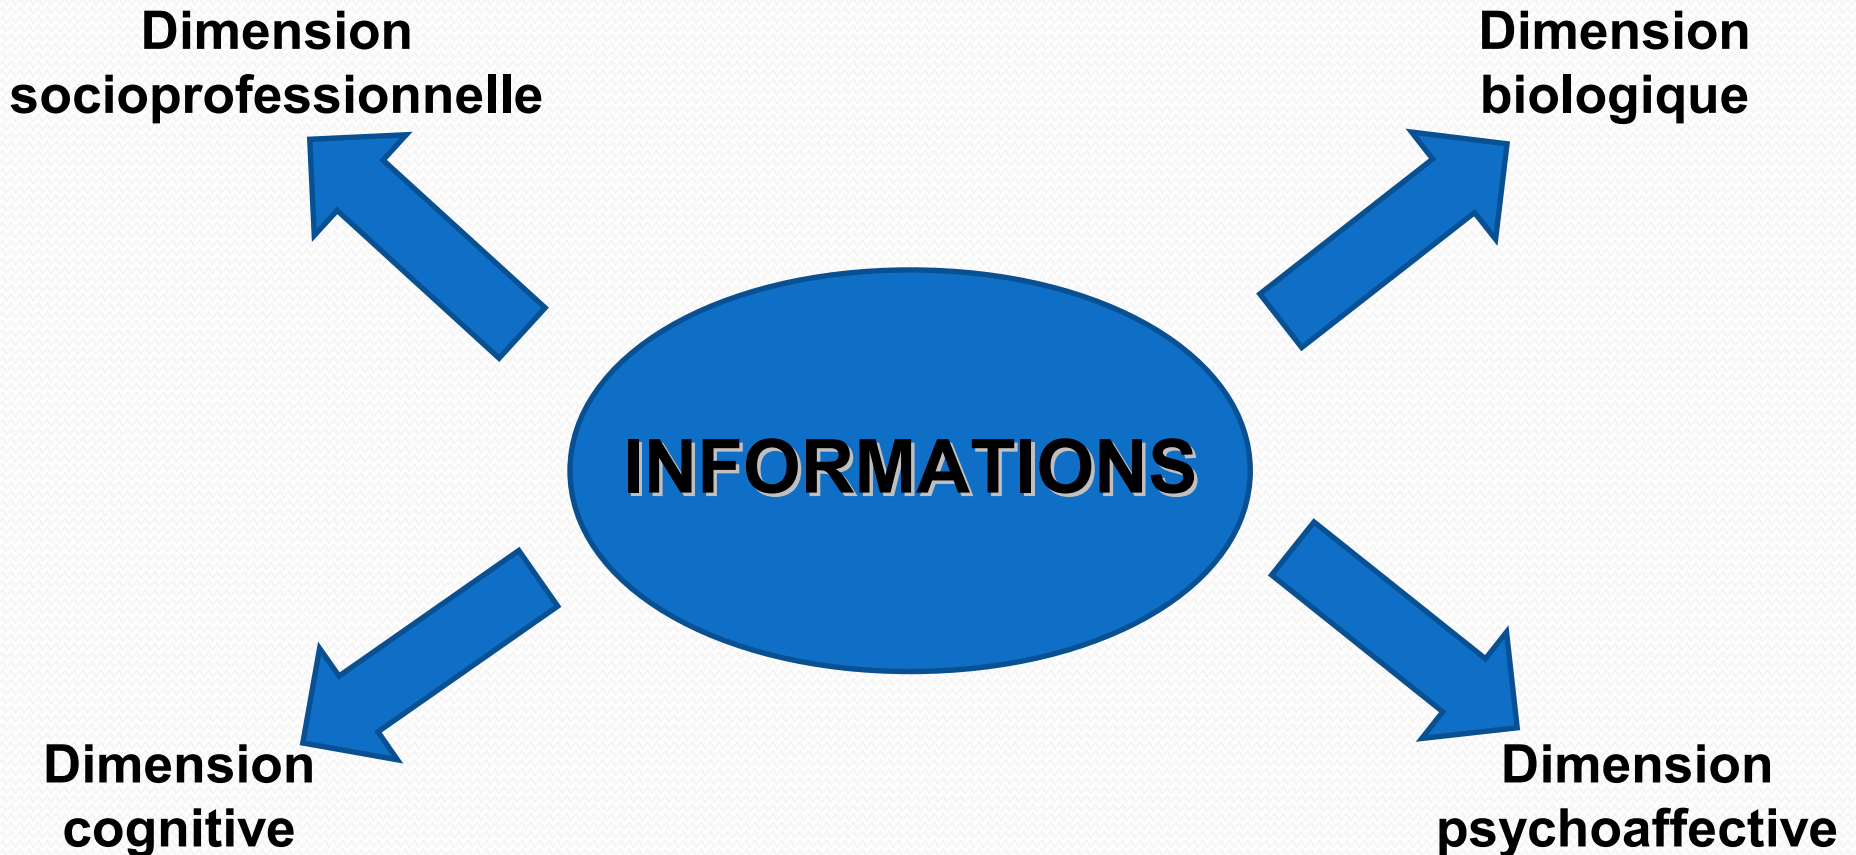 Dimension
socioprofessionnelle
Dimension
biologique
INFORMATIONS
Dimension
cognitive
Dimension
psychoaffective